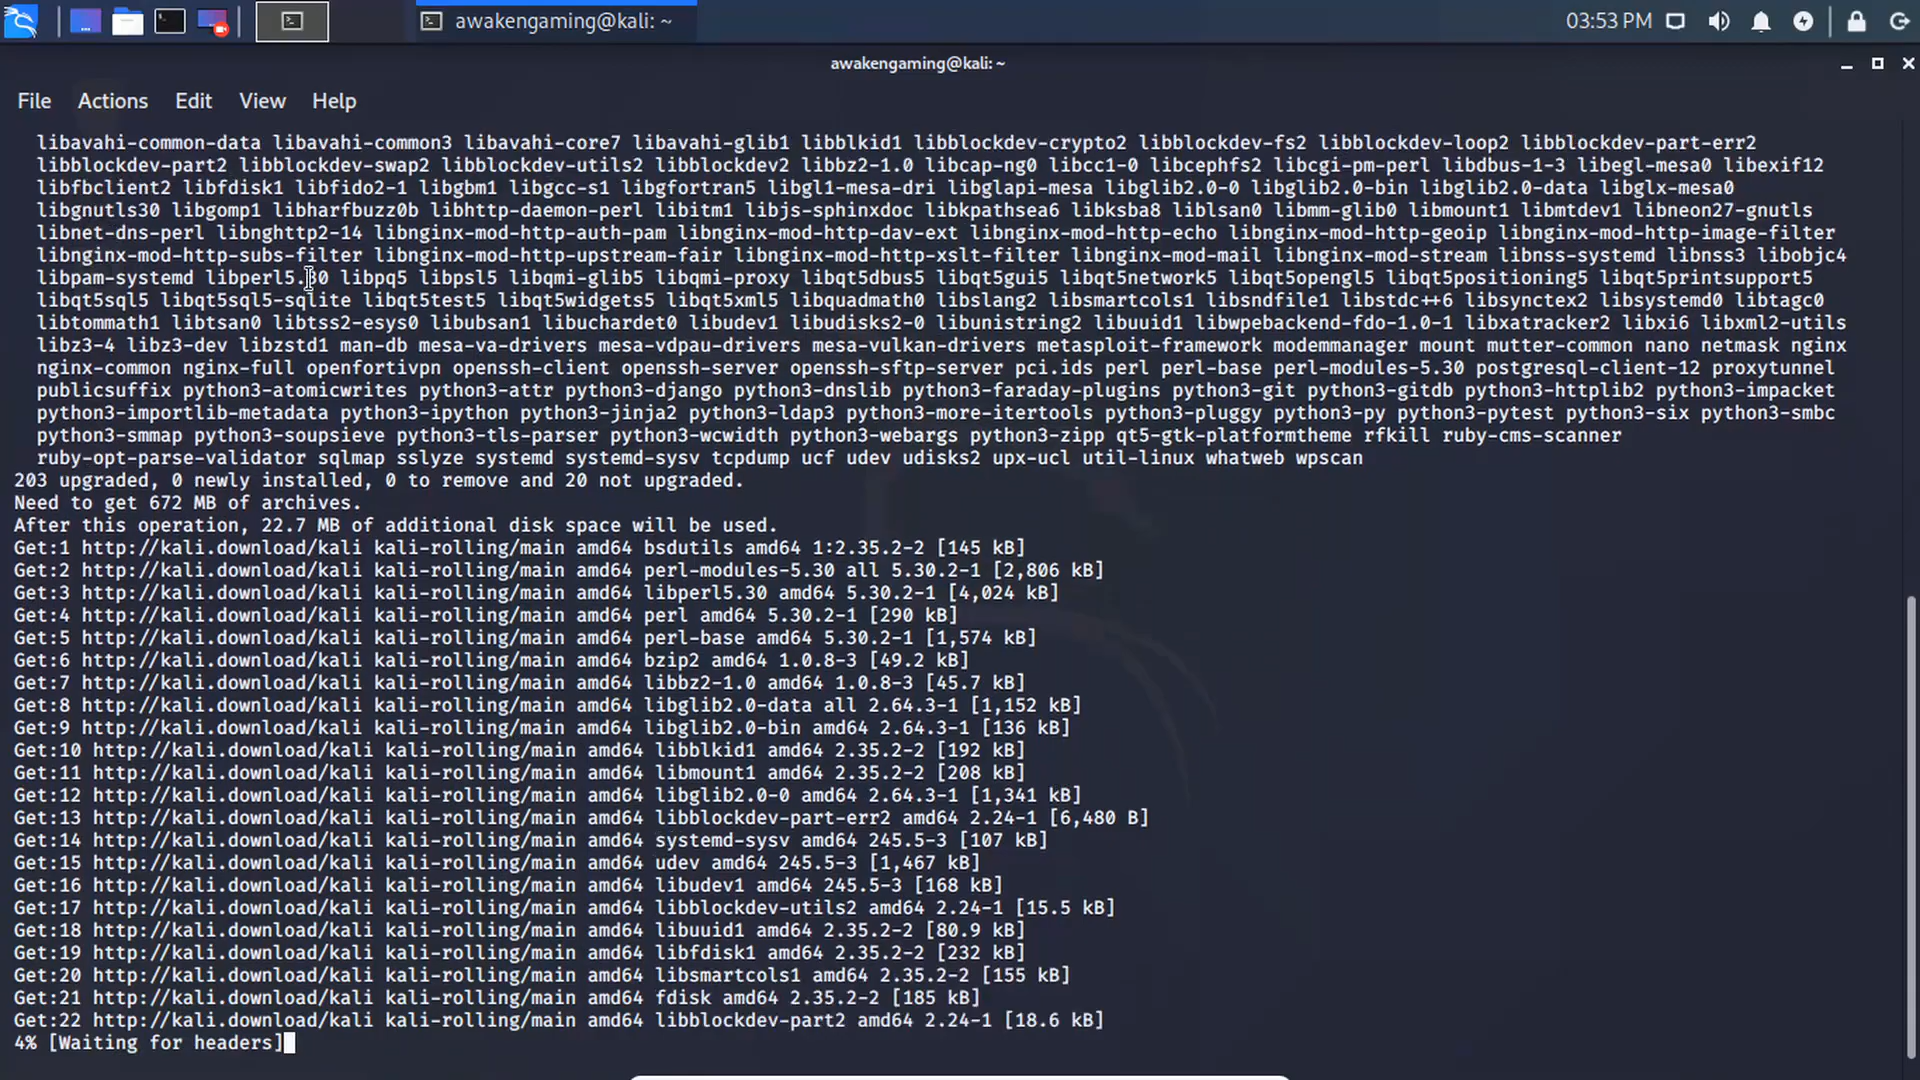 awakengaming@kali: ~
03:53 PM
awakengaming@kali: ~
File Actions Edit View Help
libavahi-common-data libavahi-common3 libavahi-core7 libavahi-glib1 libblkid1 libblockdev-crypto2 libblockdev-fs2 libblockdev-loop2 libblockdev-part-err2
libblockdev-part2 libblockdev-swap2 libblockdev-utils2 libblockdev2 libbz2-1.0 libcap-ng0 libcc1-0 libcephfs2 libcgi-pm-perl libdbus-1-3 libegl-mesa0 libexif12
libfbclient2 libfdisk1 libfido2-1 libgbm1 libgcc-s1 libgfortran5 libgl1-mesa-dri libglapi-mesa libglib2.0-0 libglib2.0-bin libglib2.0-data libglx-mesa0
libgnutls30 libgomp1 libharfbuzz0b libhttp-daemon-perl libitm1 libjs-sphinxdoc libkpathsea6 libksba8 liblsan0 libmm-glib0 libmount1 libmtdev1 libneon27-gnutls
libnet-dns-perl libnghttp2-14 libnginx-mod-http-auth-pam libnginx-mod-http-dav-ext libnginx-mod-http-echo libnginx-mod-http-geoip libnginx-mod-http-image-filter
libnginx-mod-http-subs-filter libnginx-mod-http-upstream-fair libnginx-mod-http-xslt-filter libnginx-mod-mail libnginx-mod-stream libnss-systemd libnss3 libobjc4
libpam-systemd libperl5.30 libpq5 libpsl5 libqmi-glib5 libqmi-proxy libqt5dbus5 libqt5gui5 libqt5network5 libqt5opengl5 libqt5positioning5 libqt5printsupport5
libqt5sql5 libqt5sql5-sqlite libqt5test5 libqt5widgets5 libqt5xml5 libquadmath0 libslang2 libsmartcols1 libsndfile1 libstdc++6 libsynctex2 libsystemd0 libtagc0
libtommath1 libtsan0 libtss2-esys0 libubsan1 libuchardet0 libudev1 libudisks2-0 libunistring2 libuuid1 libwpebackend-fdo-1.0-1 libxatracker2 libxi6 libxml2-utils
libz3-4 libz3-dev libzstd1 man-db mesa-va-drivers mesa-vdpau-drivers mesa-vulkan-drivers metasploit-framework modemmanager mount mutter-common nano netmask nginx
nginx-common nginx-full openfortivpn openssh-client openssh-server openssh-sftp-server pci.ids perl perl-base perl-modules-5.30 postgresql-client-12 proxytunnel
publicsuffix python3-atomicwrites python3-attr python3-django python3-dnslib python3-faraday-plugins python3-git python3-gitdb python3-httplib2 python3-impacket
python3-importlib-metadata python3-ipython python3-jinja2 python3-ldap3 python3-more-itertools python3-pluggy python3-py python3-pytest python3-six python3-smbc
python3-smmap python3-soupsieve python3-tls-parser python3-wcwidth python3-webargs python3-zipp qt5-gtk-platformtheme rfkill ruby-cms-scanner
ruby-opt-parse-validator sqlmap sslyze systemd systemd-sysv tcpdump ucf udev udisks2 upx-ucl util-linux whatweb wpscan
203 upgraded, 0 newly installed, 0 to remove and 20 not upgraded.
Need to get 672 MB of archives.
After this operation, 22.7 MB of additional disk space will be used.
Get:1 http://kali.download/kali kali-rolling/main amd64 bsdutils amd64 1:2.35.2-2 [145 kB]
Get:2 http://kali.download/kali kali-rolling/main amd64 perl-modules-5.30 all 5.30.2-1 [2,806 kB]
Get:3 http://kali.download/kali kali-rolling/main amd64 libperl5.30 amd64 5.30.2-1 [4,024 kB]
Get:4 http://kali.download/kali kali-rolling/main amd64 perl amd64 5.30.2-1 [290 kB]
Get:5 http://kali.download/kali kali-rolling/main amd64 perl-base amd64 5.30.2-1 [1,574 kB]
Get:6 http://kali.download/kali kali-rolling/main amd64 bzip2 amd64 1.0.8-3 [49.2 kB]
Get:7 http://kali.download/kali kali-rolling/main amd64 libbz2-1.0 amd64 1.0.8-3 [45.7 kB]
Get:8 http://kali.download/kali kali-rolling/main amd64 libglib2.0-data all 2.64.3-1 [1,152 kB]
Get:9 http://kali.download/kali kali-rolling/main amd64 libglib2.0-bin amd64 2.64.3-1 [136 kB]
Get:10 http://kali.download/kali kali-rolling/main amd64 libblkid1 amd64 2.35.2-2 [192 kB]
Get:11 http://kali.download/kali kali-rolling/main amd64 libmount1 amd64 2.35.2-2 [208 kB]
Get:12 http://kali.download/kali kali-rolling/main amd64 libglib2.0-0 amd64 2.64.3-1 [1,341 kB]
Get:13 http://kali.download/kali kali-rolling/main amd64 libblockdev-part-err2 amd64 2.24-1 [6,480 B]
Get:14 http://kali.download/kali kali-rolling/main amd64 systemd-sysv amd64 245.5-3 [107 kB]
Get:15 http://kali.download/kali kali-rolling/main amd64 udev amd64 245.5-3 [1,467 kB]
Get:16 http://kali.download/kali kali-rolling/main amd64 libudev1 amd64 245.5-3 [168 kB]
Get:17 http://kali.download/kali kali-rolling/main amd64 libblockdev-utils2 amd64 2.24-1 [15.5 kB]
Get:18 http://kali.download/kali kali-rolling/main amd64 libuuid1 amd64 2.35.2-2 [80.9 kB]
Get:19 http://kali.download/kali kali-rolling/main amd64 libfdisk1 amd64 2.35.2-2 [232 kB]
Get:20 http://kali.download/kali kali-rolling/main amd64 libsmartcols1 amd64 2.35.2-2 [155 kB]
Get:21 http://kali.download/kali kali-rolling/main amd64 fdisk amd64 2.35.2-2 [185 kB]
Get:22 http://kali.download/kali kali-rolling/main amd64 libblockdev-part2 amd64 2.24-1 [18.6 kB]
4% [Waiting for headers]